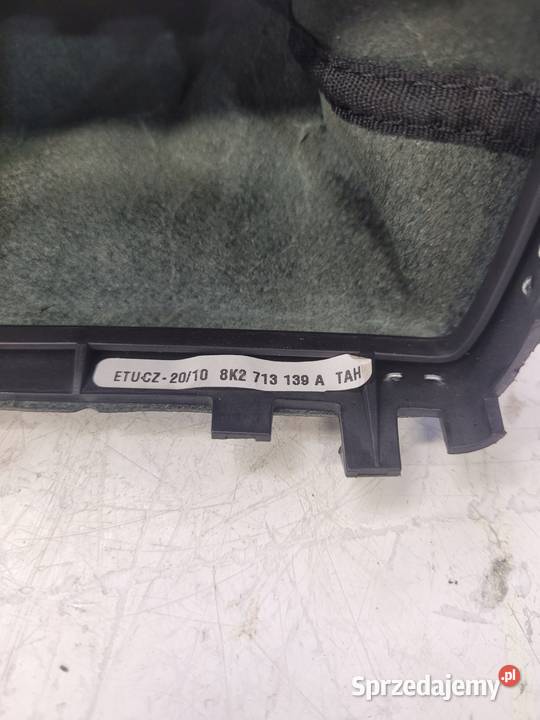 ETU-CZ - 20/10 8K2 713 139 A TAH
Sprzedajemy.pl